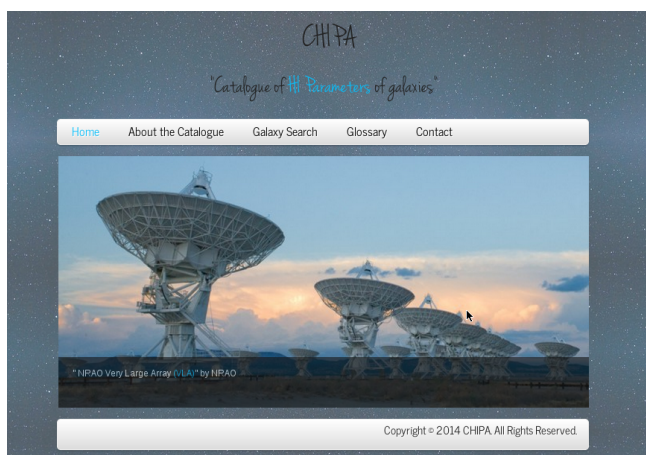 CHIPA
"Catalogue of HI Parameters of galaxies"
Home About the Catalogue Galaxy Search Glossary Contact
" NRAO Very Large Array (VLA)" by NRAO
Copyright © 2014 CHIPA. All Rights Reserved.